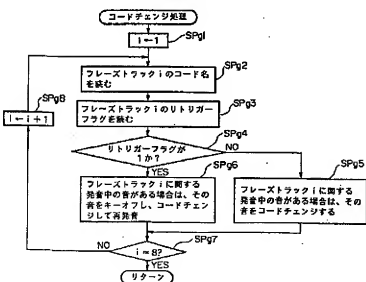 コードチェンジ処理
i←1
SPg1
フレーズトラックiのコード名
を読む
SPg2
フレーズトラックiのリトリガー
フラグを読む
SPg3
リトリガーフラグが
1か?
SPg4
NO
YES
SPg6
フレーズトラックiに関する
発音中の音がある場合は、その
音をキーオフし、コードチェン
ジして再発音
SPg5
フレーズトラックiに関する
発音中の音がある場合は、その
音をコードチェンジする
i=8?
SPg7
NO
YES
SPg8
i←i+1
リターン